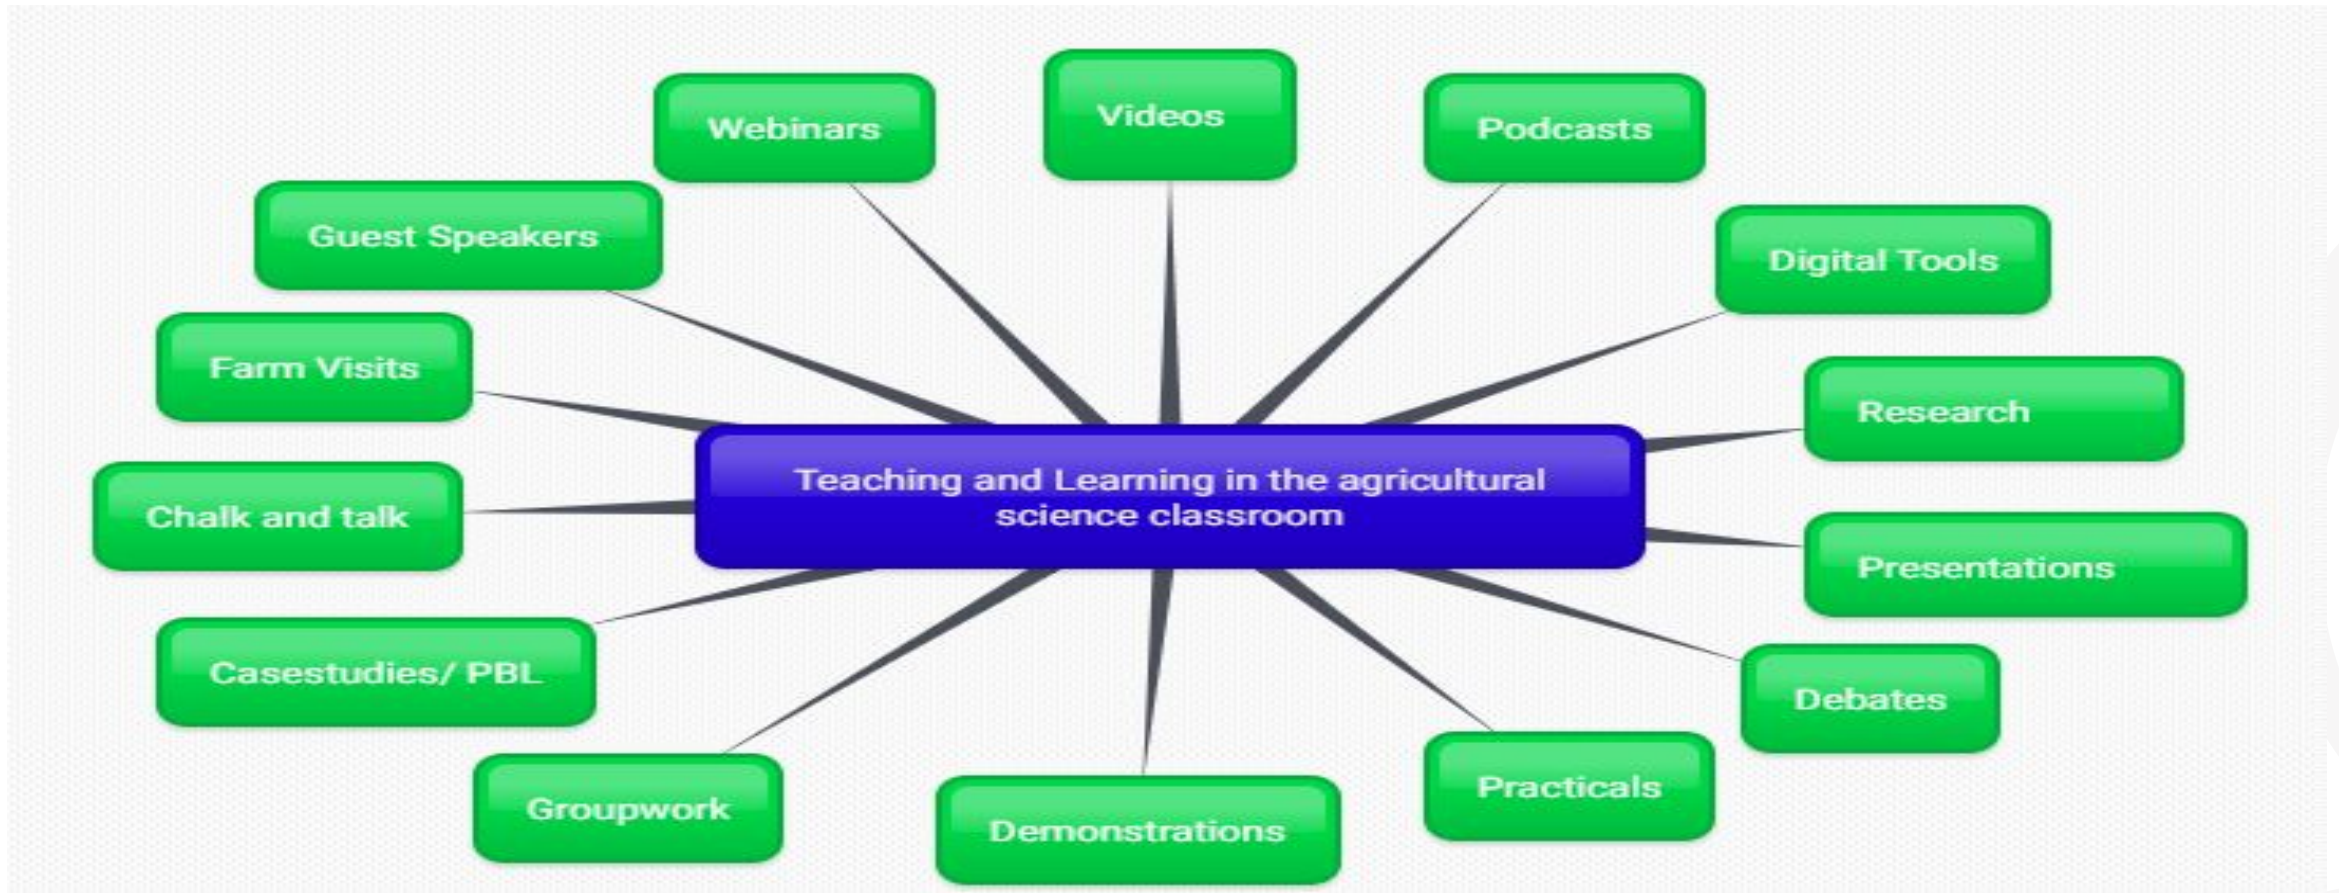 Videos
Webinars
Podcasts
Guest Speakers
Digital Tools
Farm Visits
Research
Teaching and Learning in the agricultural
science classroom
Chalk and talk
Presentations
Casestudies/ PBL
Debates
Groupwork
Practicals
Demonstrations